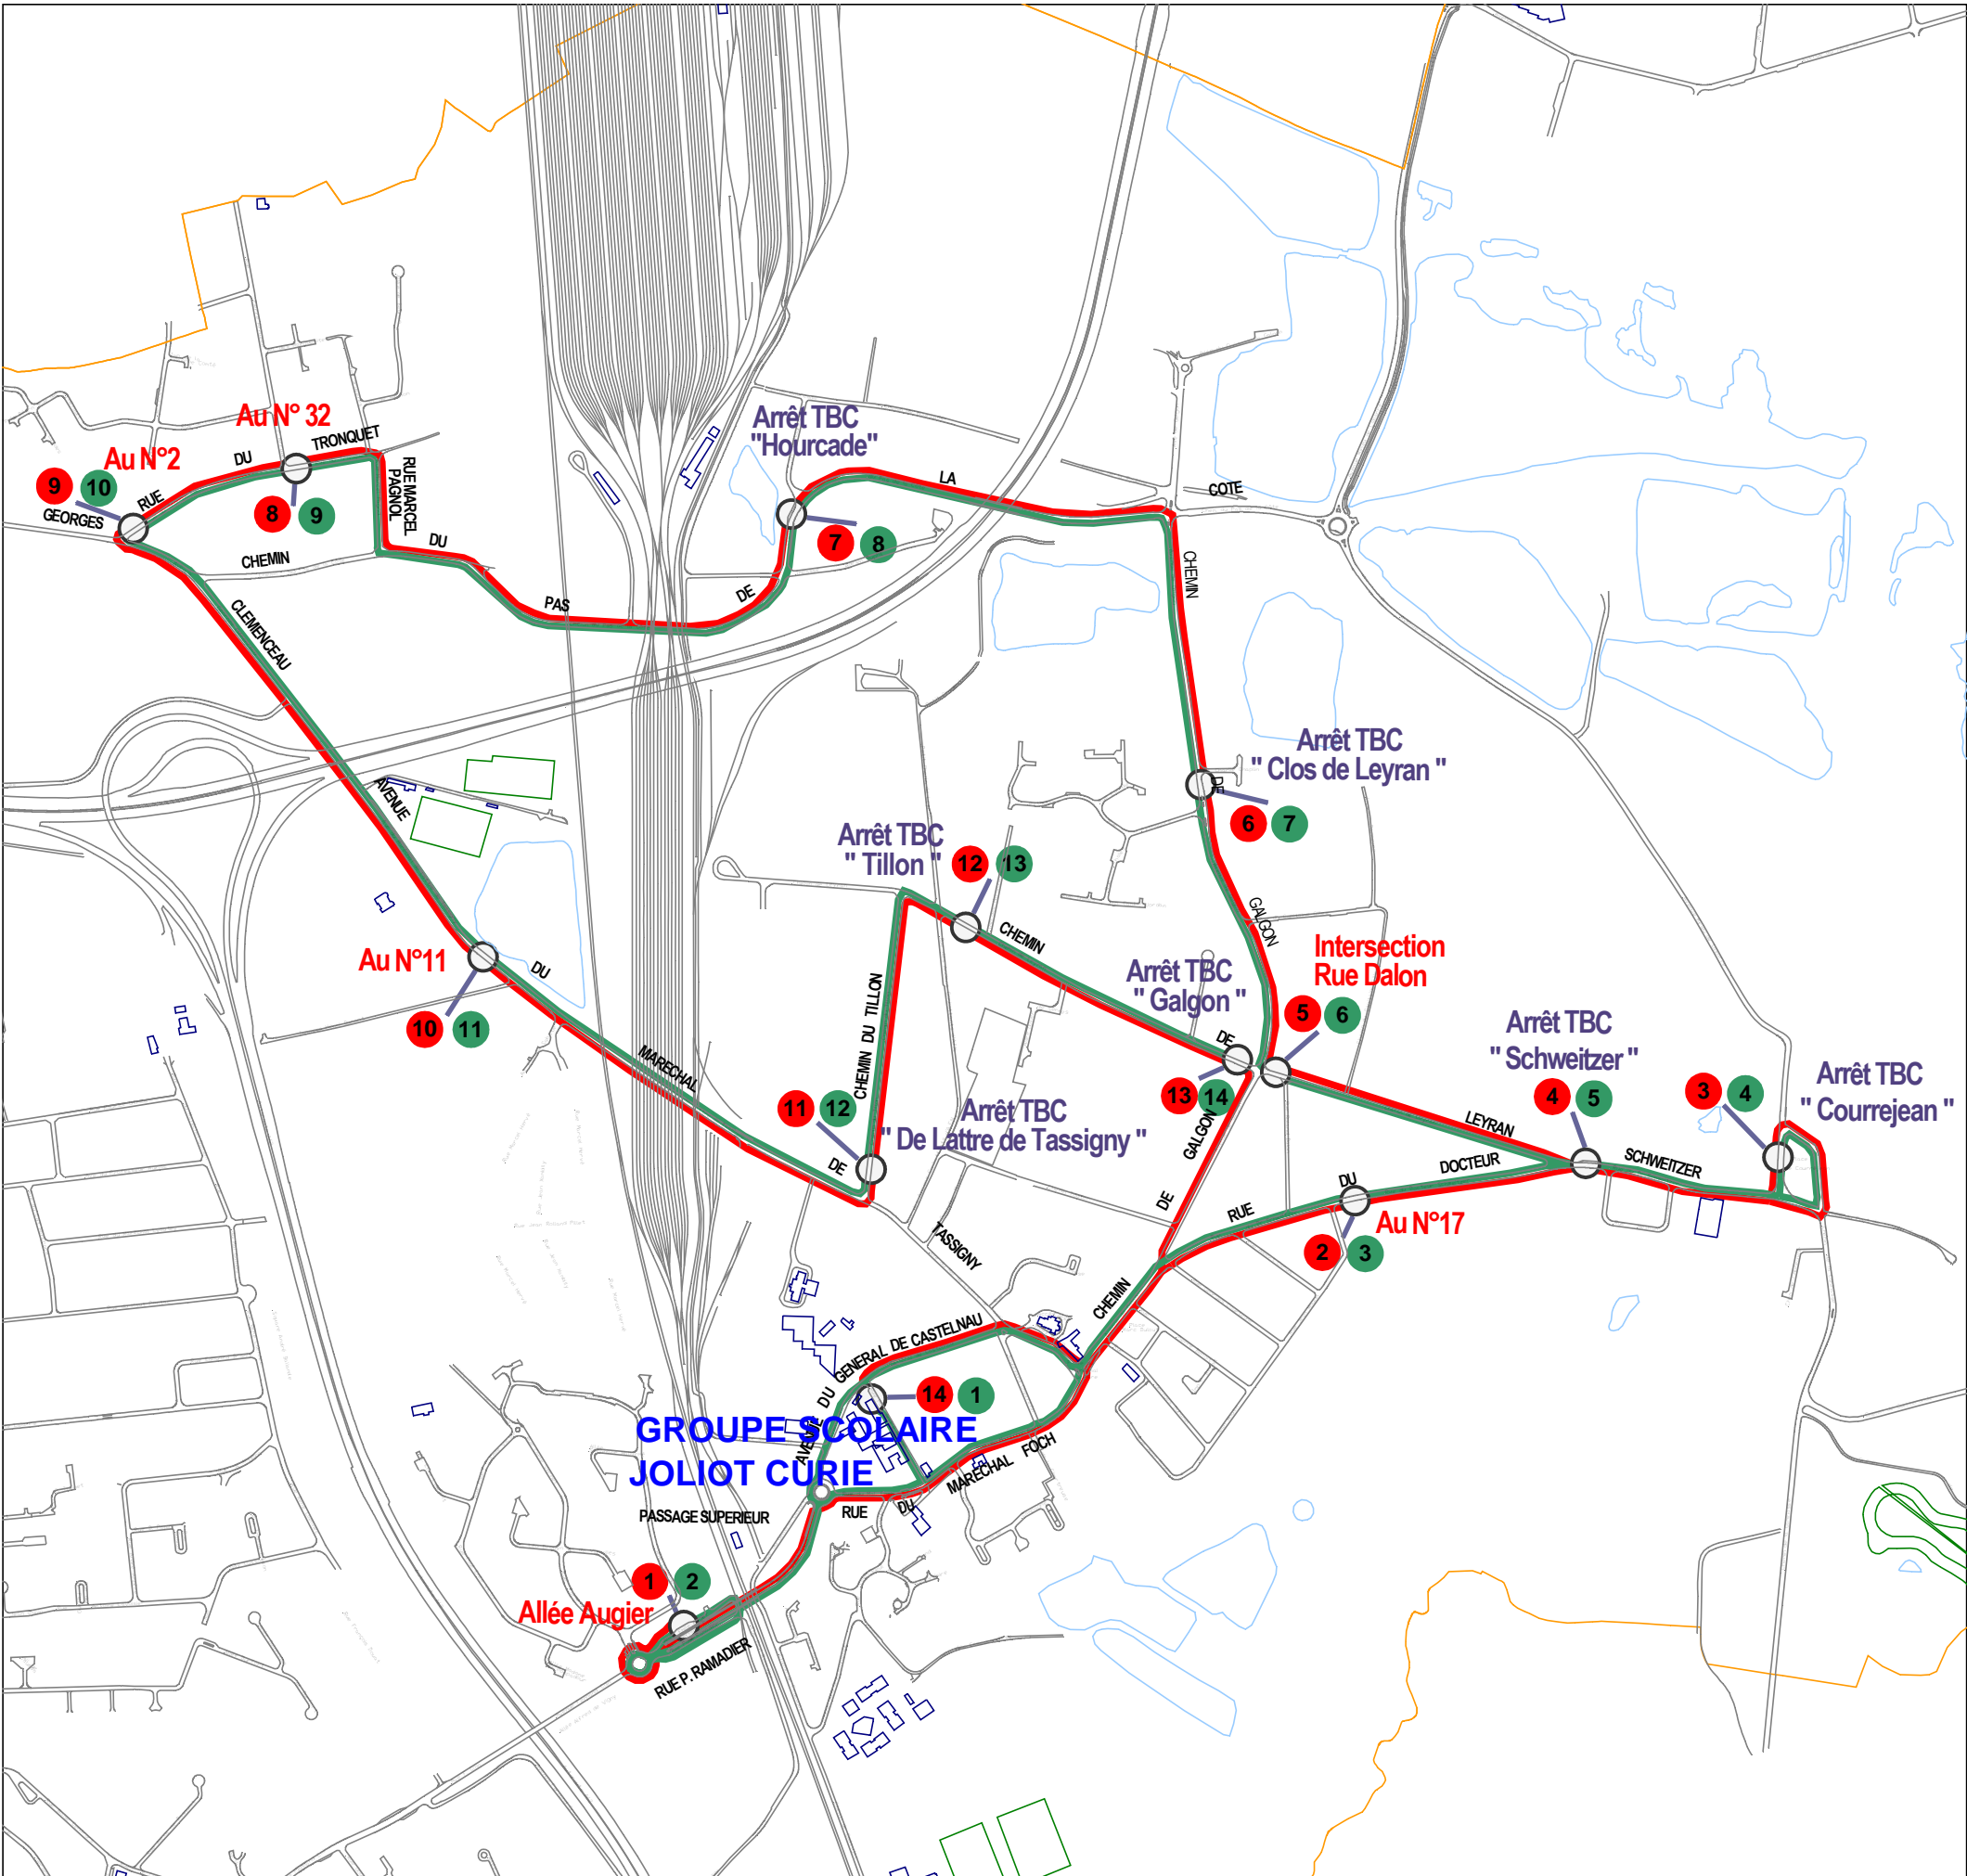 Au N° 32
TRONQUET
DU
Au N°2
9 10
RUE
GEORGES
8 9
RUE MARCEL
PAGNOL
CHEMIN
DU
PAS
DE
Arrêt TBC
"Hourcade"
7 8
LA
COTE
CHEMIN
Arrêt TBC
" Clos de Leyran "
DE
6 7
GALGON
CLEMENCEAU
AVENUE
Au N°11
10 11
DU
MARECHAL
DE
Arrêt TBC
" Tillon "
12 13
CHEMIN
CHEMIN DU TILLON
11 12
Arrêt TBC
" De Lattre de Tassigny "
TASSIGNY
Arrêt TBC
" Galgon "
DE
13 14
GALGON
DE
Intersection
Rue Dalon
5 6
LEYRAN
Arrêt TBC
" Schweitzer "
4 5
3 4
Arrêt TBC
" Courrejean "
SCHWEITZER
DOCTEUR
DU
RUE
Au N°17
2 3
CHEMIN
AVENUE DU GENERAL DE CASTELNAU
14 1
GROUPE SCOLAIRE
JOLIOT CURIE
RUE DU MARECHAL FOCH
PASSAGE SUPERIEUR
1 2
Allée Augier
RUE P. RAMADIER